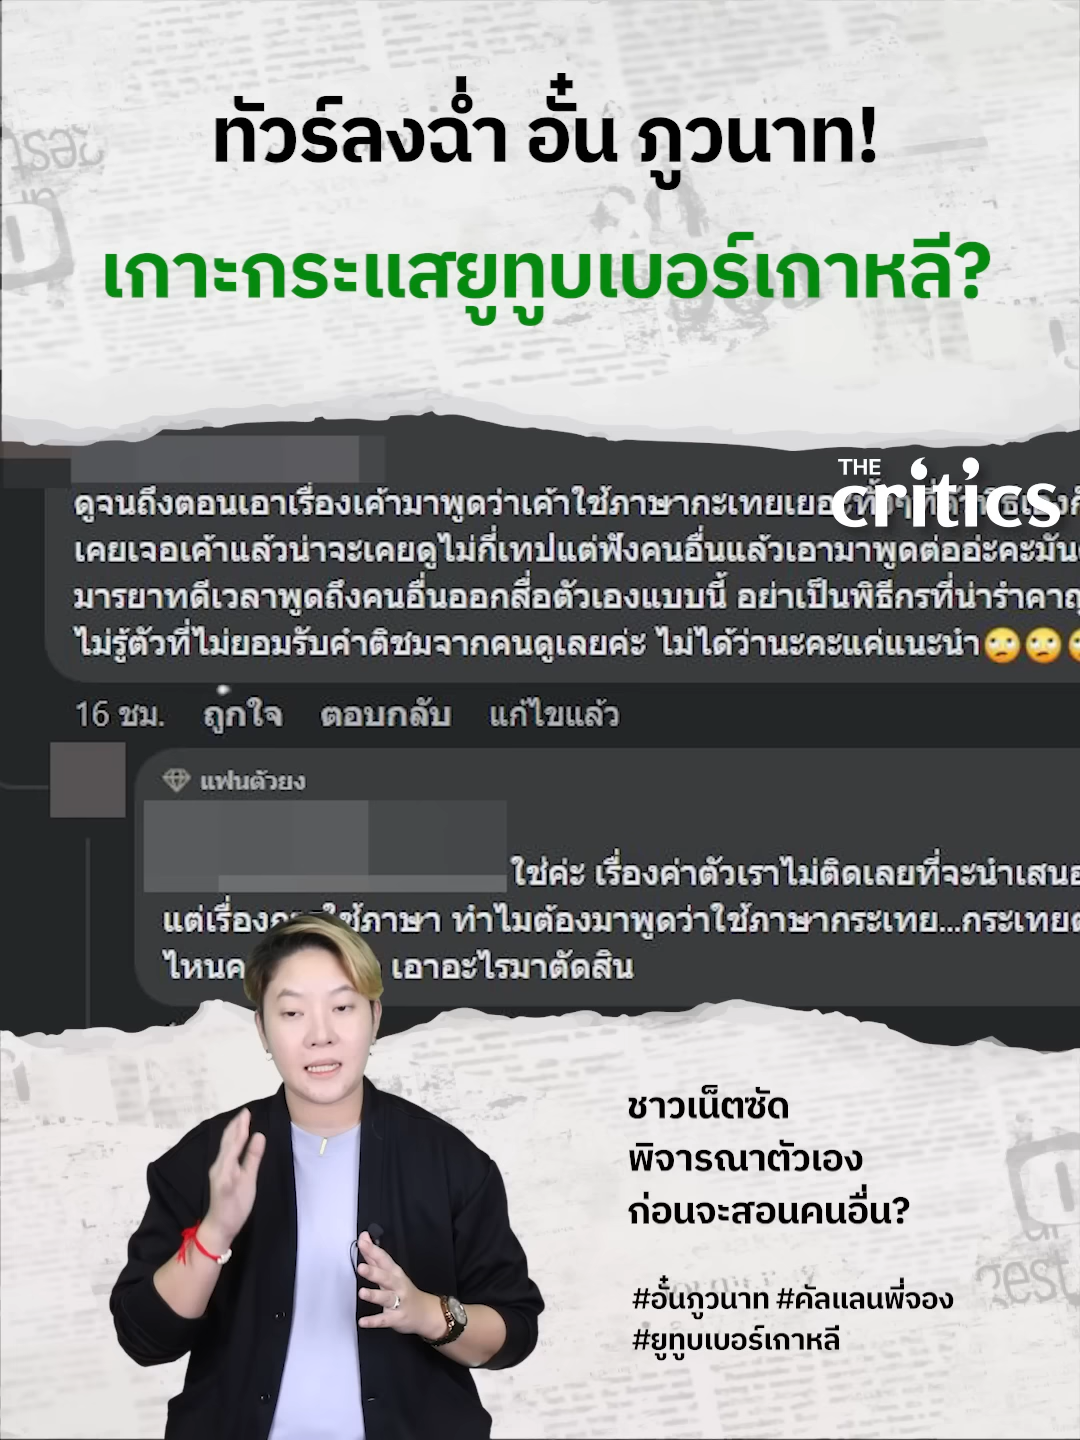 ทัวร์ลงฉ่ำ อั๋น ภูวนาท!
เกาะกระแสยูทูบเบอร์เกาหลี?
THE
critics
ดูจนถึงตอนเอาเรื่องเค้ามาพูดว่าเค้าใช้ภาษากะเทยเยอะ
เคยเจอเค้าแล้วน่าจะเคยดูไม่กี่เทปแต่ฟังคนอื่นแล้วเอามาพูดต่ออ่ะคะมัน
มารยาทดีเวลาพูดถึงคนอื่นออกสื่อตัวเองแบบนี้ อย่าเป็นพิธีกรที่น่ารำคาญ
ไม่รู้ตัวที่ไม่ยอมรับคำติชมจากคนดูเลยค่ะ ไม่ได้ว่านะคะแค่แนะนำ🙄🙄🙄
16 ชม. ถูกใจ ตอบกลับ แก้ไขแล้ว
แฟนตัวยง
ใช่ค่ะ เรื่องค่าตัวเราไม่ติดเลยที่จะนำเสนอ
แต่เรื่องการใช้ภาษา ทำไมต้องมาพูดว่าใช้ภาษากระเทย...กระเทย
ไหน เอาอะไรมาตัดสิน
ชาวเน็ตซัด
พิจารณาตัวเอง
ก่อนจะสอนคนอื่น?
#อั๋นภูวนาท #คัลแลนพี่จอง
#ยูทูบเบอร์เกาหลี